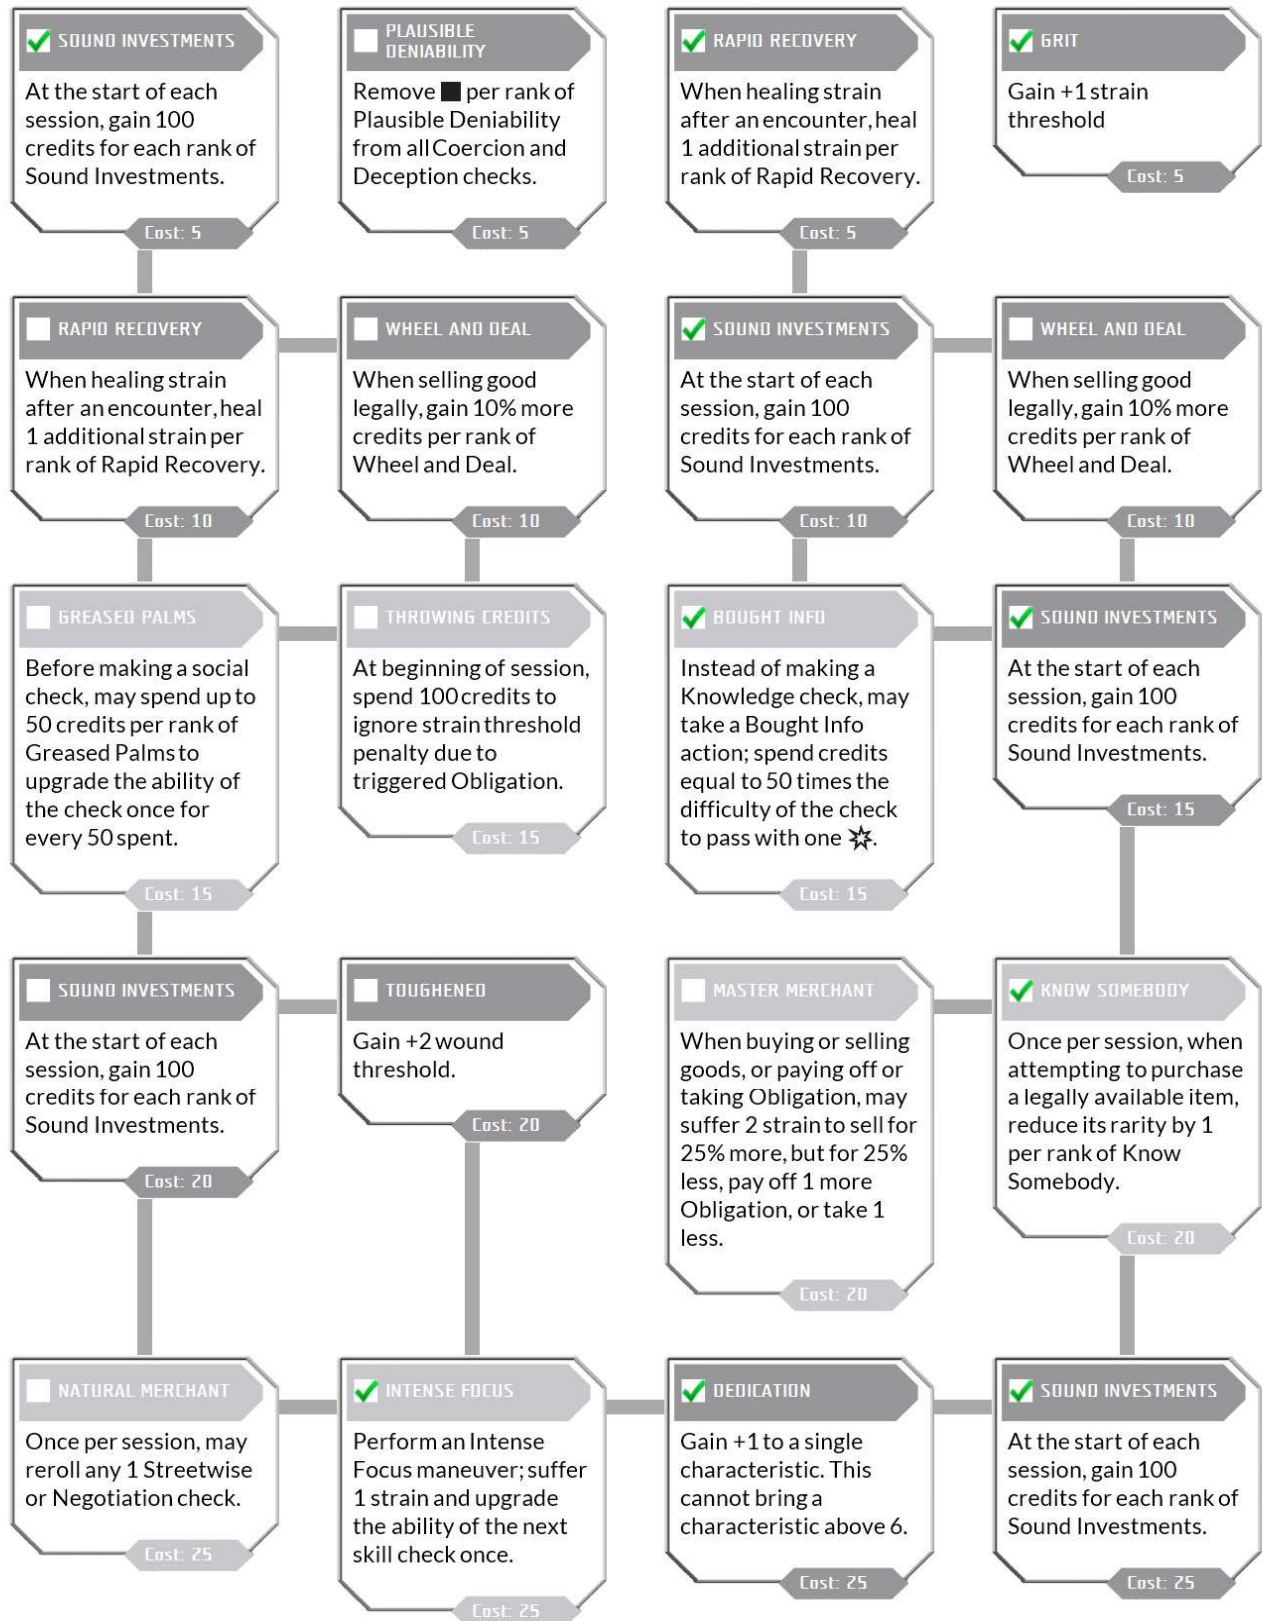 SOUND INVESTMENTS
At the start of each
session, gain 100
credits for each rank of
Sound Investments.
Cost: 5
PLAUSIBLE
DENIABILITY
Remove ■ per rank of
Plausible Deniability
from all Coercion and
Deception checks.
Cost: 5
RAPID RECOVERY
When healing strain
after an encounter, heal
1 additional strain per
rank of Rapid Recovery.
Cost: 5
GRIT
Gain +1 strain
threshold
Cost: 5
RAPID RECOVERY
When healing strain
after an encounter, heal
1 additional strain per
rank of Rapid Recovery.
Cost: 10
WHEEL AND DEAL
When selling good
legally, gain 10% more
credits per rank of
Wheel and Deal.
Cost: 10
SOUND INVESTMENTS
At the start of each
session, gain 100
credits for each rank of
Sound Investments.
Cost: 10
WHEEL AND DEAL
When selling good
legally, gain 10% more
credits per rank of
Wheel and Deal.
Cost: 10
GREASED PALMS
Before making a social
check, may spend up to
50 credits per rank of
Greased Palms to
upgrade the ability of
the check once for
every 50 spent.
Cost: 15
THROWING CREDITS
At beginning of session,
spend 100 credits to
ignore strain threshold
penalty due to
triggered Obligation.
Cost: 15
BOUGHT INFO
Instead of making a
Knowledge check, may
take a Bought Info
action; spend credits
equal to 50 times the
difficulty of the check
to pass with one.
Cost: 15
SOUND INVESTMENTS
At the start of each
session, gain 100
credits for each rank of
Sound Investments.
Cost: 15
SOUND INVESTMENTS
At the start of each
session, gain 100
credits for each rank of
Sound Investments.
Cost: 20
TOUGHENED
Gain +2 wound
threshold.
Cost: 20
MASTER MERCHANT
When buying or selling
goods, or paying off or
taking Obligation, may
suffer 2 strain to sell for
25% more, but for 25%
less, pay off 1 more
Obligation, or take 1
less.
Cost: 20
KNOW SOMEBODY
Once per session, when
attempting to purchase
a legally available item,
reduce its rarity by 1
per rank of Know
Somebody.
Cost: 20
NATURAL MERCHANT
Once per session, may
reroll any 1 Streetwise
or Negotiation check.
Cost: 25
INTENSE FOCUS
Perform an Intense
Focus maneuver; suffer
1 strain and upgrade
the ability of the next
skill check once.
Cost: 25
DEDICATION
Gain +1 to a single
characteristic. This
cannot bring a
characteristic above 6.
Cost: 25
SOUND INVESTMENTS
At the start of each
session, gain 100
credits for each rank of
Sound Investments.
Cost: 25